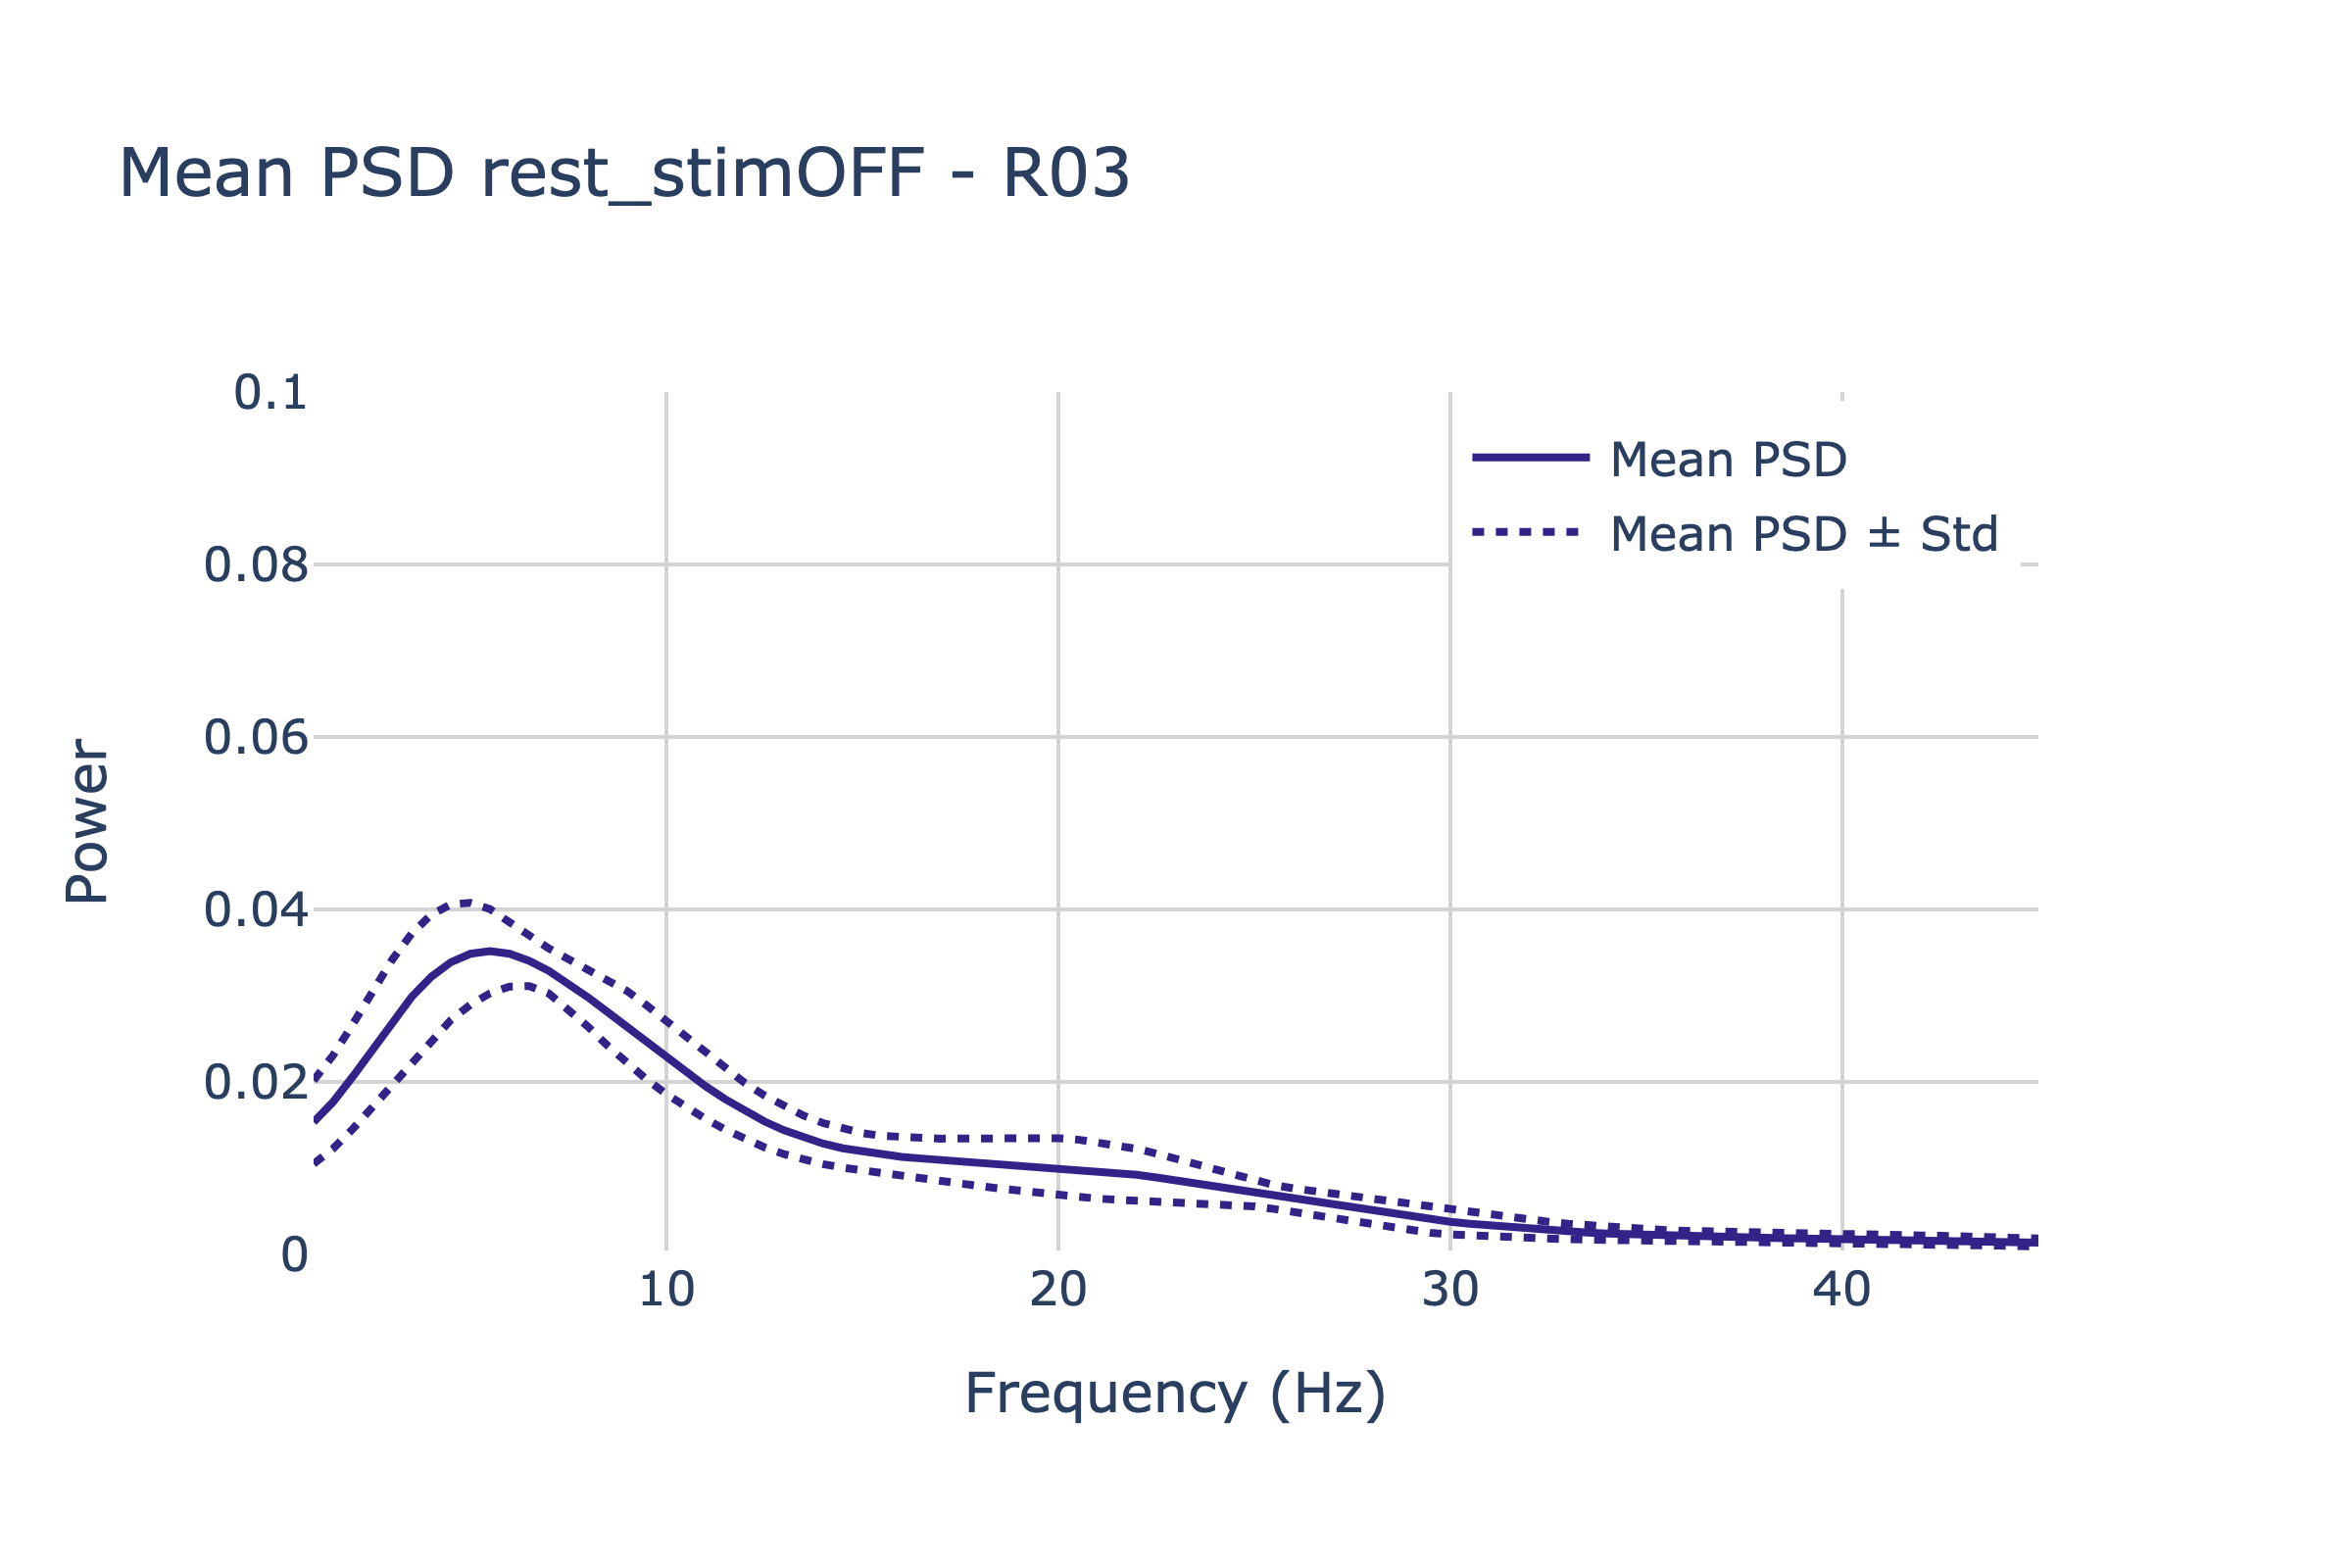 Mean PSD rest_stimOFF - R03
0.1
0.08
0.06
0.04
0.02
0
Mean PSD
Mean PSD ± Std
Power
10
20
30
40
Frequency (Hz)